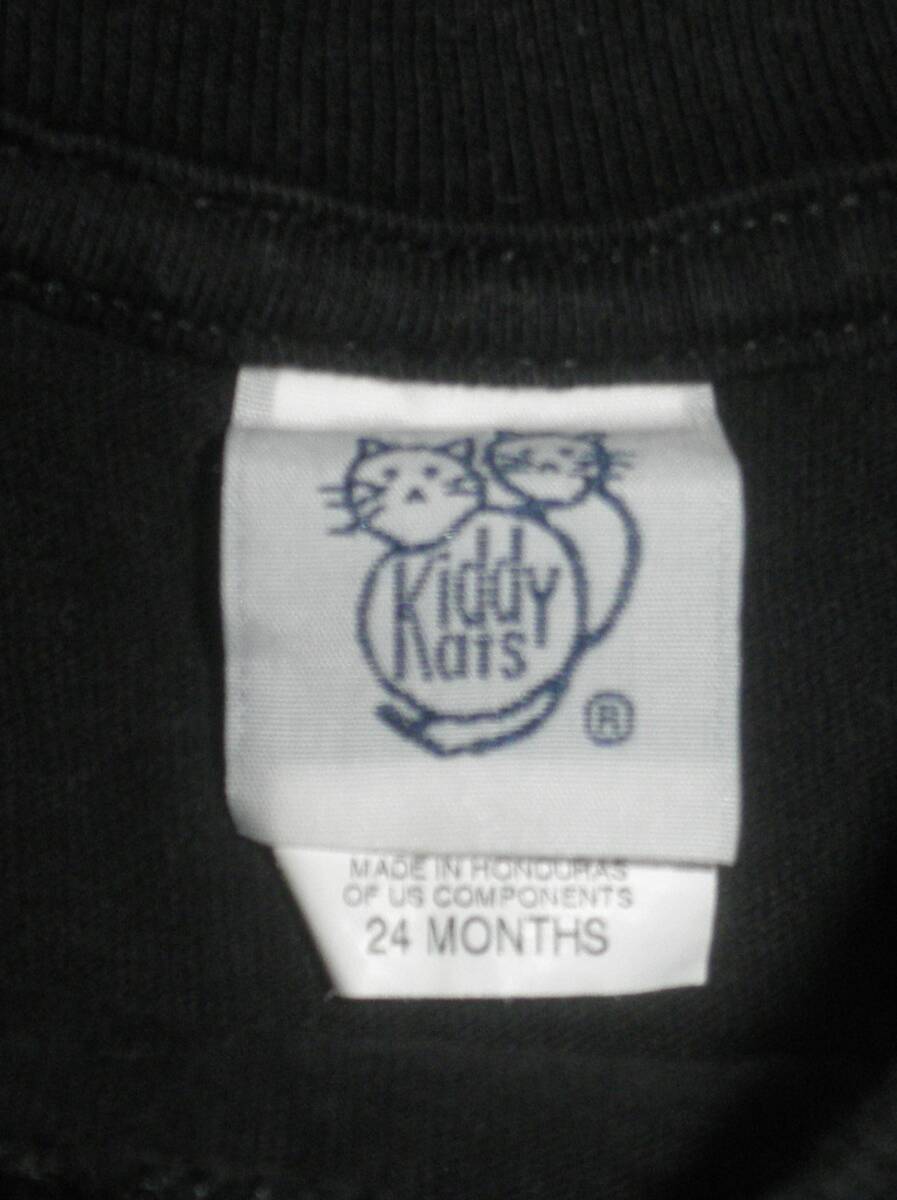 Kiddy
Kats
®
MADE IN HONDURAS
OF US COMPONENTS
24 MONTHS